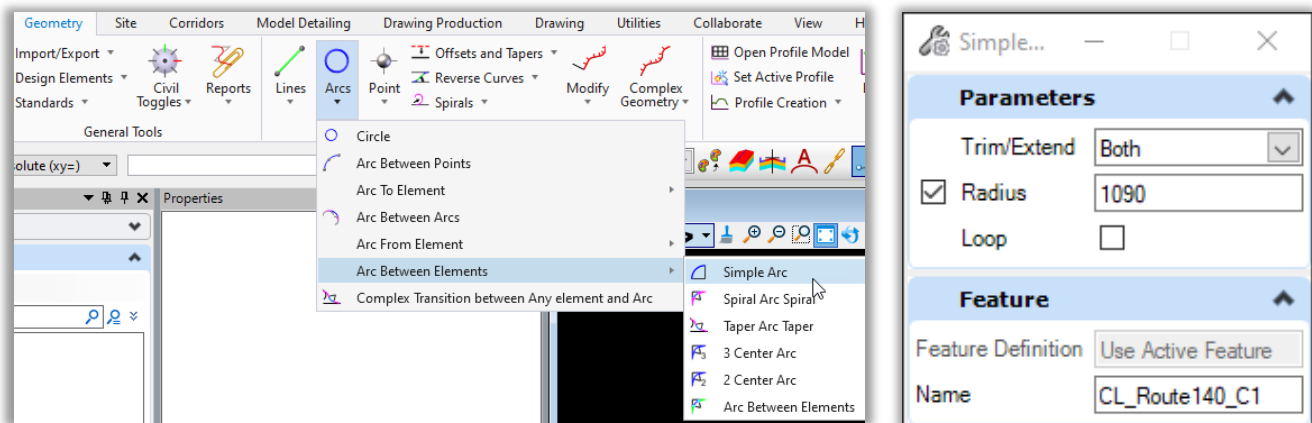 Geometry Site Corridors Model Detailing Drawing Production Drawing Utilities Collaborate View H
Import/Export
Design Elements
Standards
Civil Toggles
Reports
Lines
Arcs
Point
Offsets and Tapers
Reverse Curves
Spirals
Modify
Complex Geometry
Open Profile Model
Set Active Profile
Profile Creation
General Tools
solute (xy=)
Properties
Circle
Arc Between Points
Arc To Element
Arc Between Arcs
Arc From Element
Arc Between Elements
Complex Transition between Any element and Arc
Simple Arc
Spiral Arc Spiral
Taper Arc Taper
3 Center Arc
2 Center Arc
Arc Between Elements
Simple...
Parameters
Trim/Extend Both
Radius 1090
Loop
Feature
Feature Definition Use Active Feature
Name CL_Route140_C1